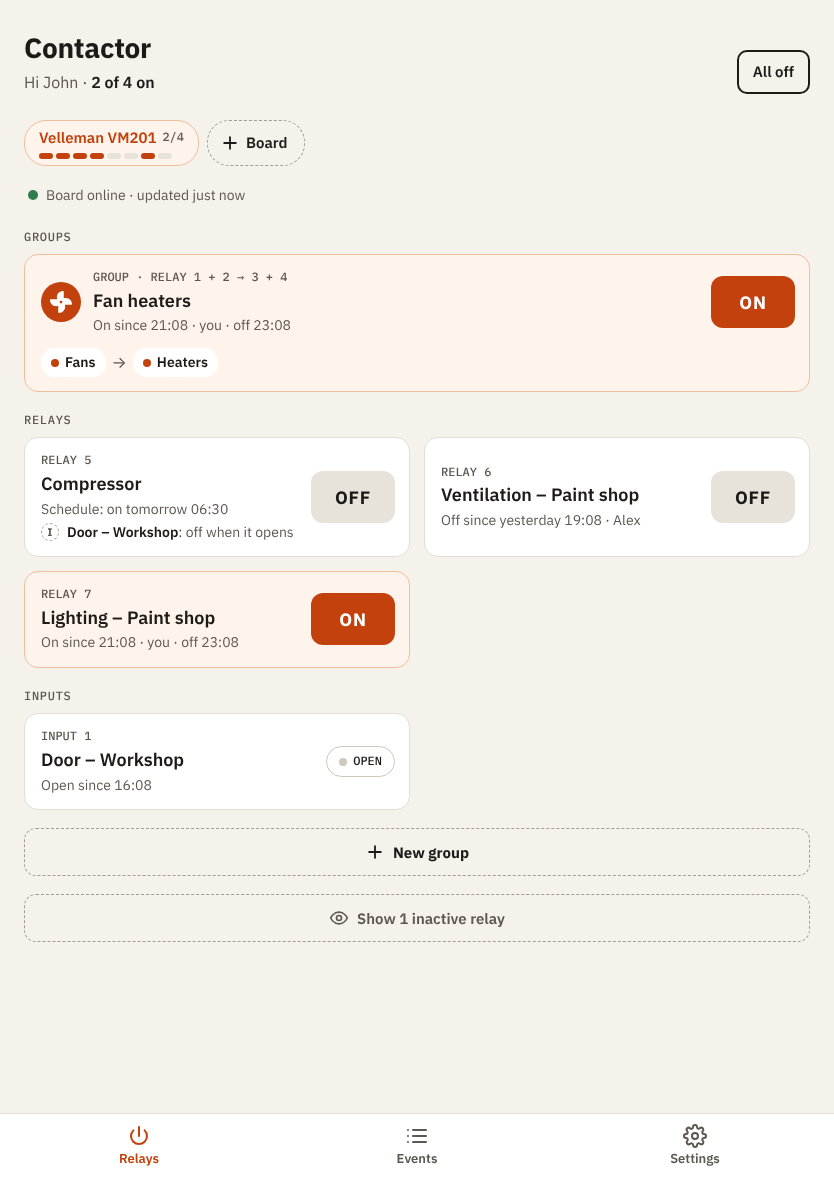 Contactor
Hi John · 2 of 4 on
All off
Velleman VM201 2/4
Board
Board online · updated just now
GROUPS
GROUP · RELAY 1 + 2 → 3 + 4
Fan heaters
On since 21:08 · you · off 23:08
ON
Fans → Heaters
RELAYS
RELAY 5
Compressor
Schedule: on tomorrow 06:30
I Door – Workshop: off when it opens
OFF
RELAY 6
Ventilation – Paint shop
Off since yesterday 19:08 · Alex
OFF
RELAY 7
Lighting – Paint shop
On since 21:08 · you · off 23:08
ON
INPUTS
INPUT 1
Door – Workshop
Open since 16:08
OPEN
New group
Show 1 inactive relay
Relays
Events
Settings